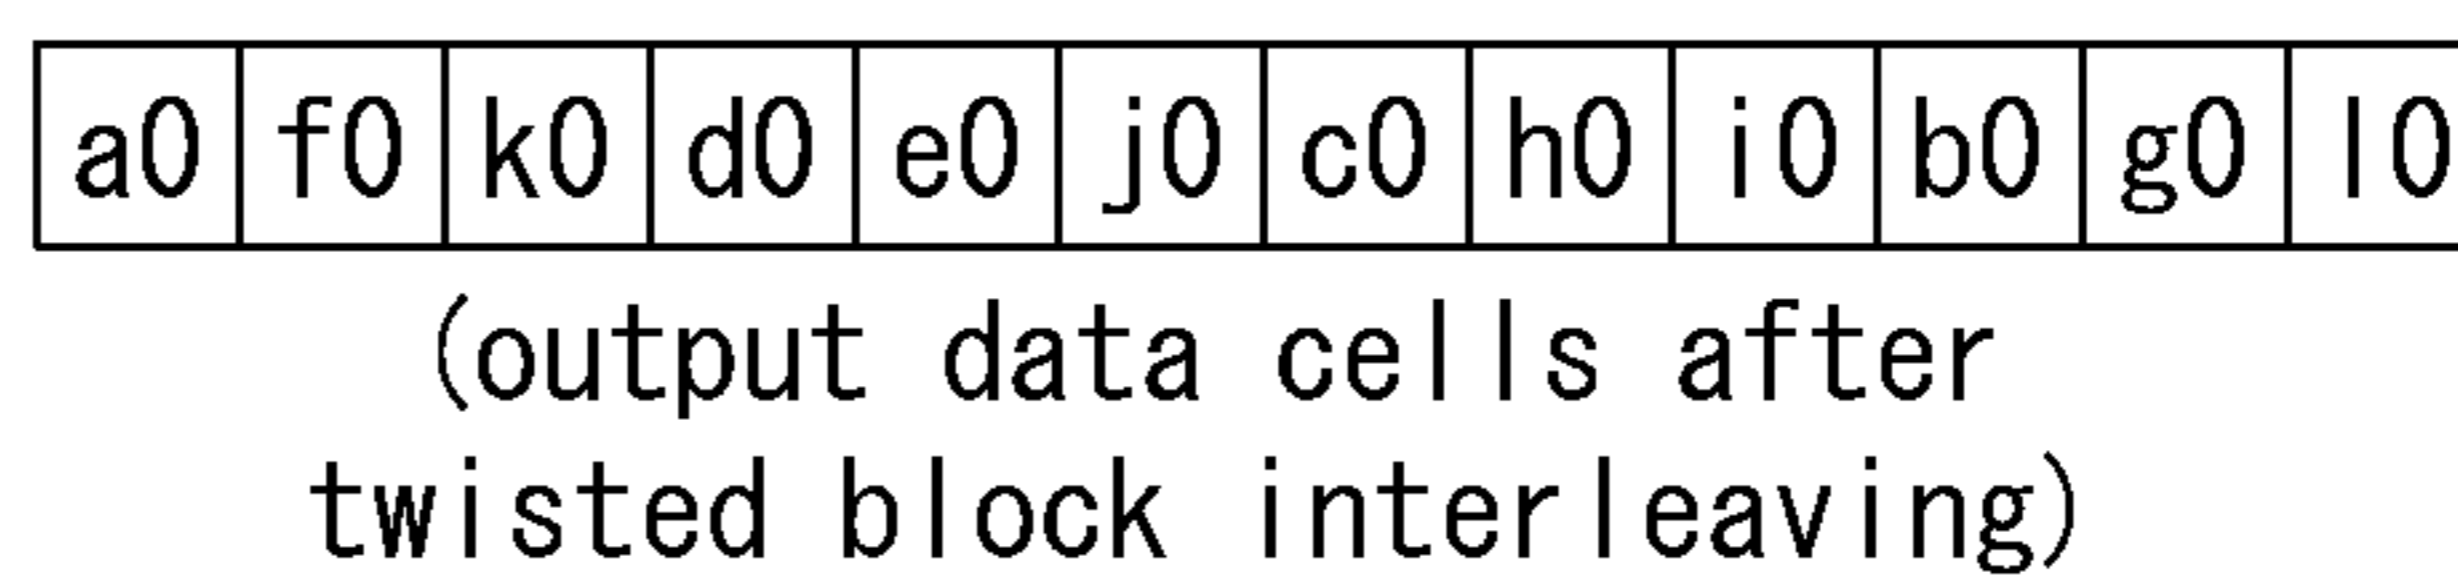 a0 f0 k0 d0 e0 j0 c0 h0 i0 b0 g0 l0
(output data cells after
twisted block interleaving)